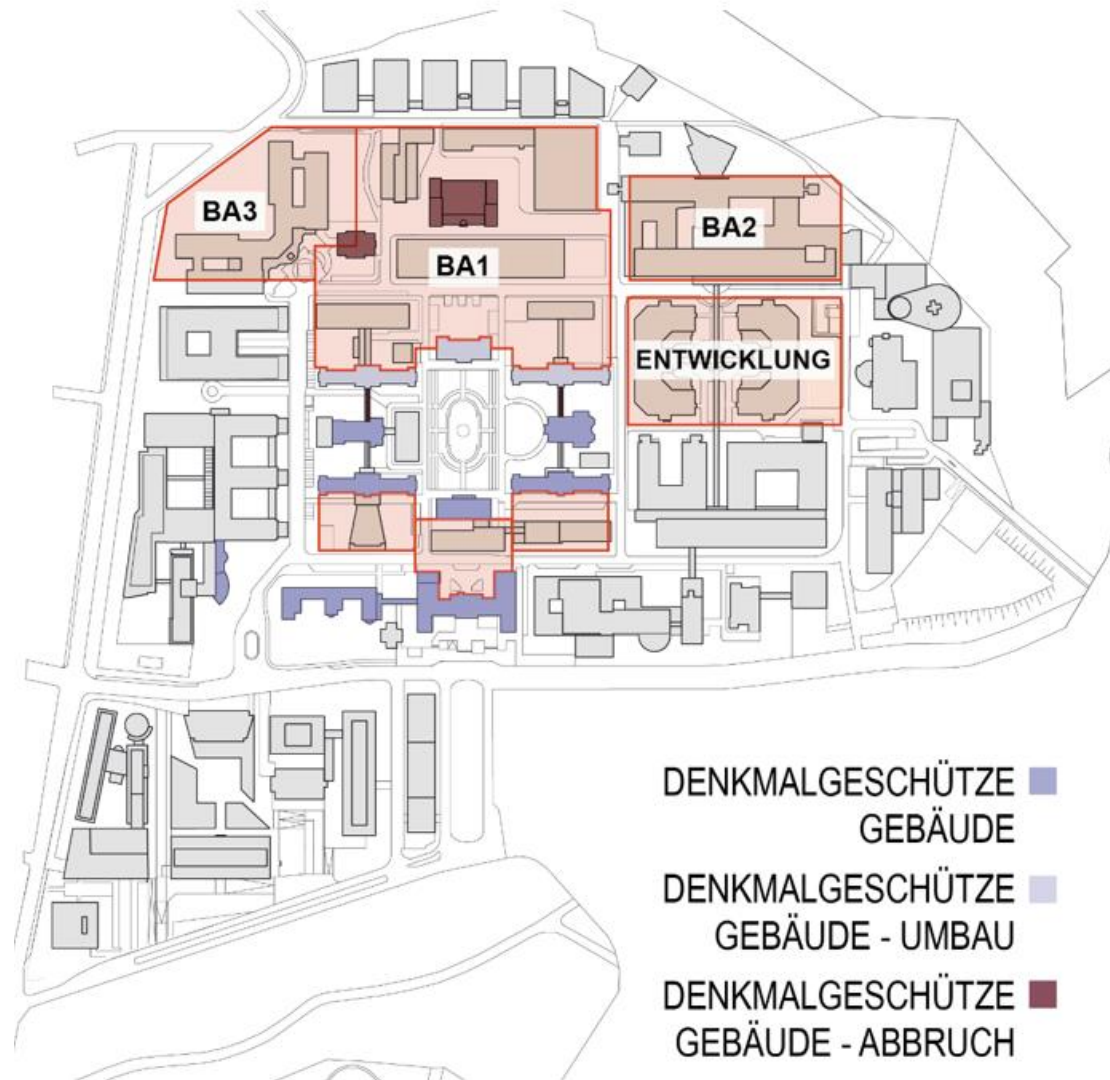 BA3
BA2
BA1
ENTWICKLUNG
DENKMALGESCHÜTZE
GEBÄUDE
DENKMALGESCHÜTZE
GEBÄUDE - UMBAU
DENKMALGESCHÜTZE
GEBÄUDE - ABBRUCH